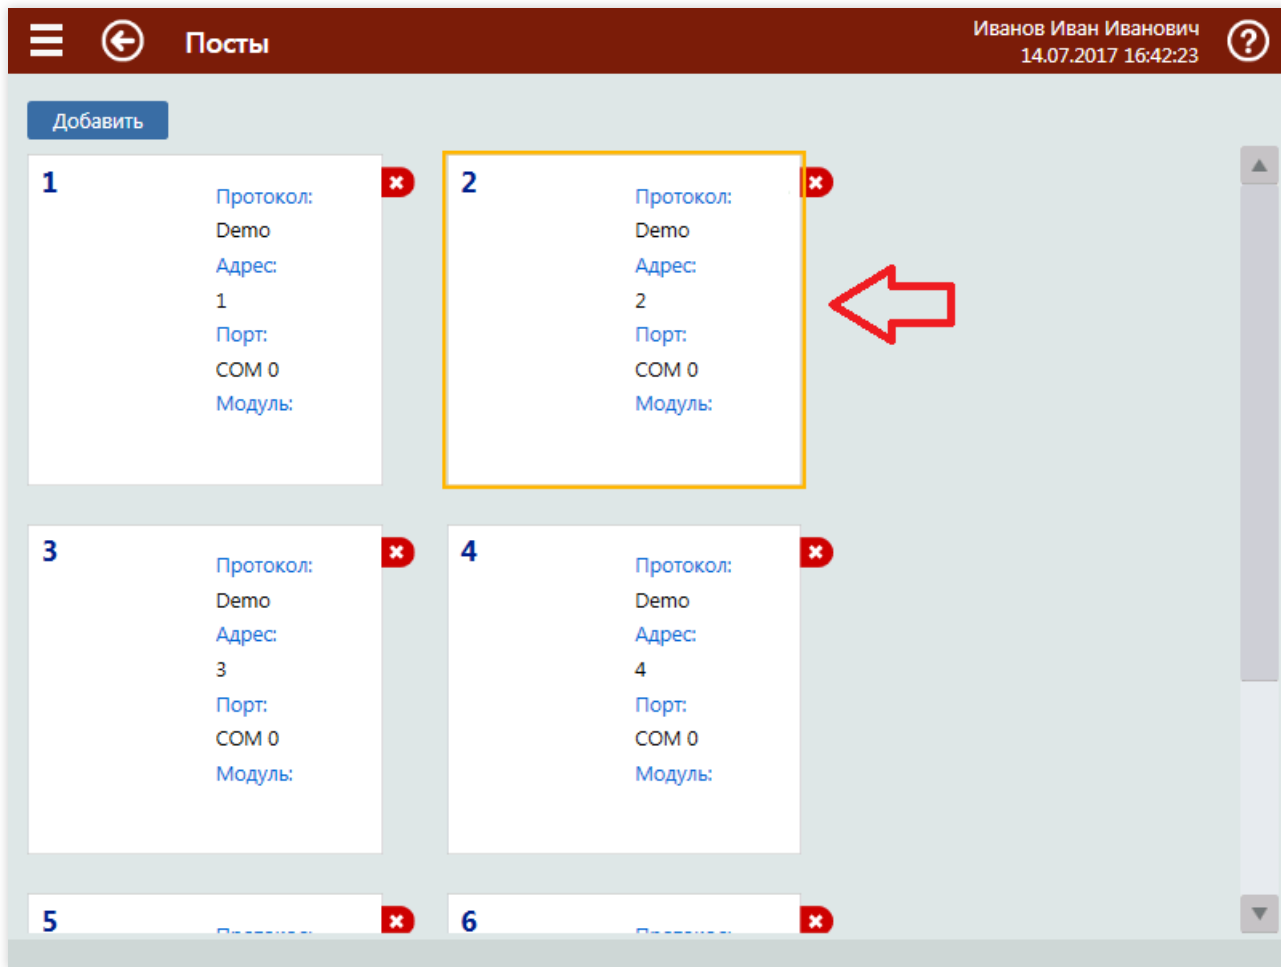 Посты
Иванов Иван Иванович
14.07.2017 16:42:23
Добавить
1
Протокол:
Demo
Адрес:
1
Порт:
COM 0
Модуль:
2
Протокол:
Demo
Адрес:
2
Порт:
COM 0
Модуль:
3
Протокол:
Demo
Адрес:
3
Порт:
COM 0
Модуль:
4
Протокол:
Demo
Адрес:
4
Порт:
COM 0
Модуль:
5
Протокол:
6
Протокол: